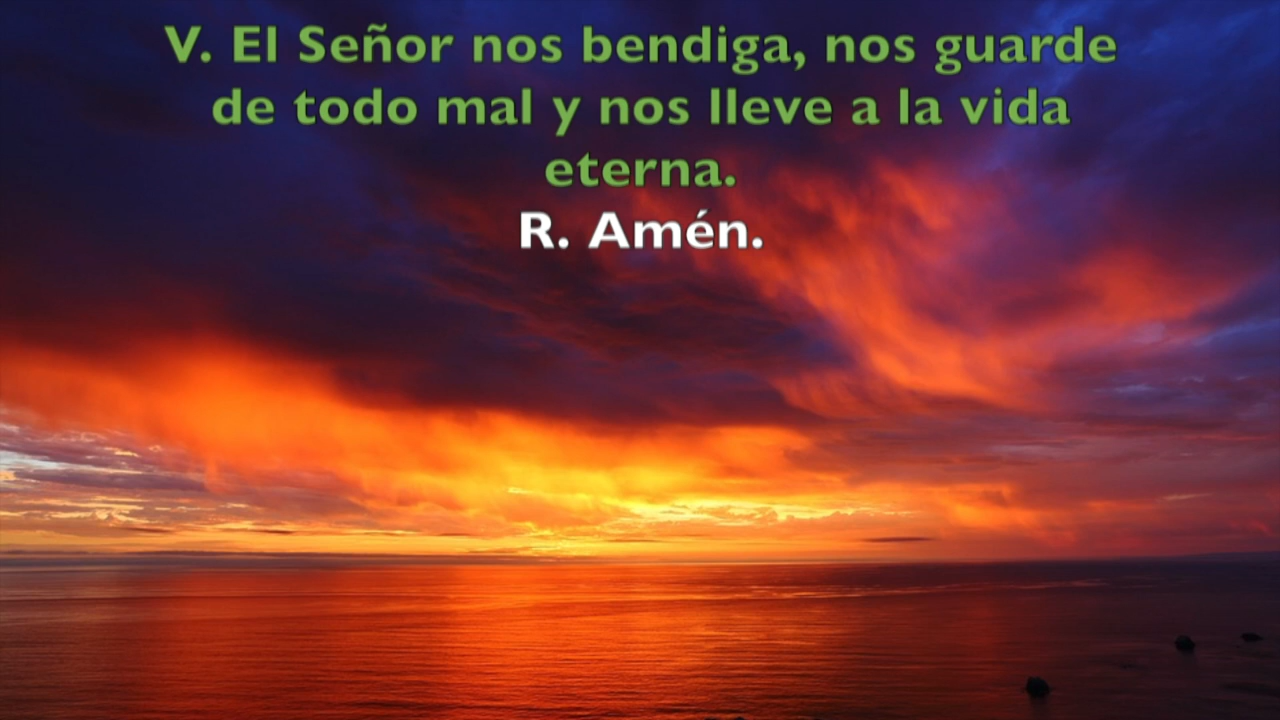 V. El Señor nos bendiga, nos guarde
de todo mal y nos lleve a la vida
eterna.
R. Amén.